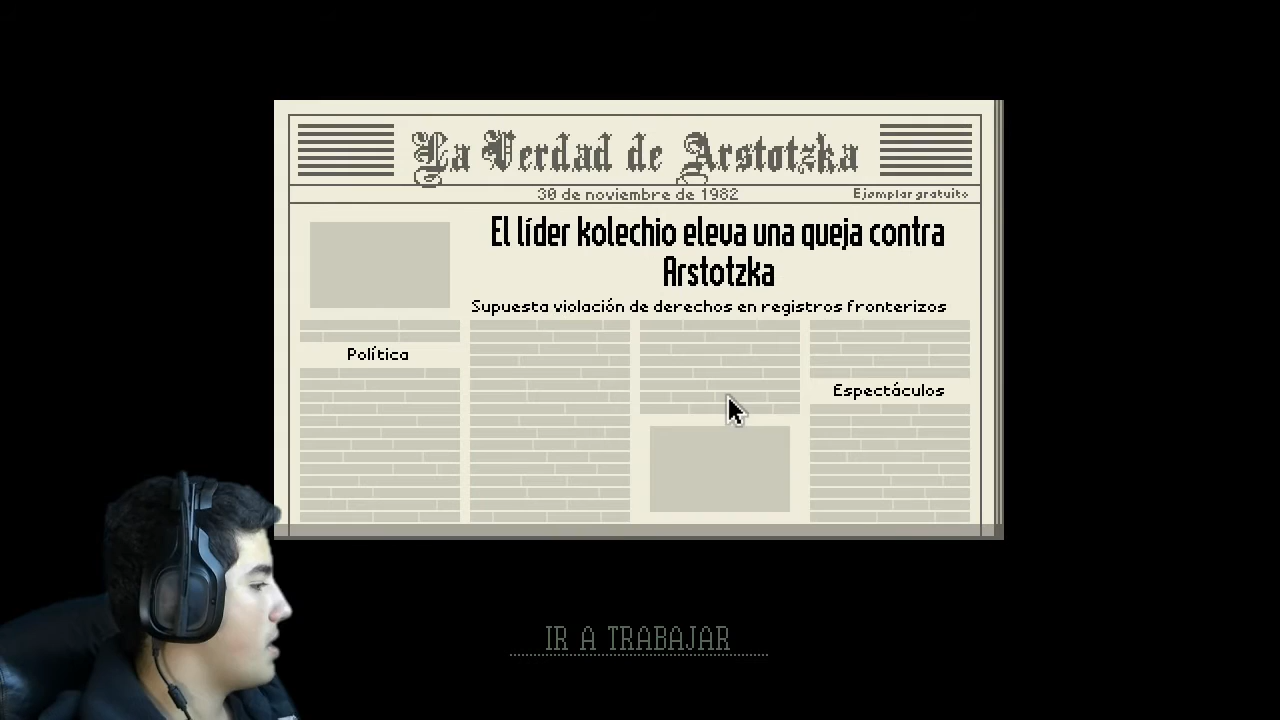 La Verdad de Arstotzka
30 de noviembre de 1982
Ejemplar gratuito
El líder kolechio eleva una queja contra
Arstotzka
Supuesta violación de derechos en registros fronterizos
Política
Espectáculos
IR A TRABAJAR